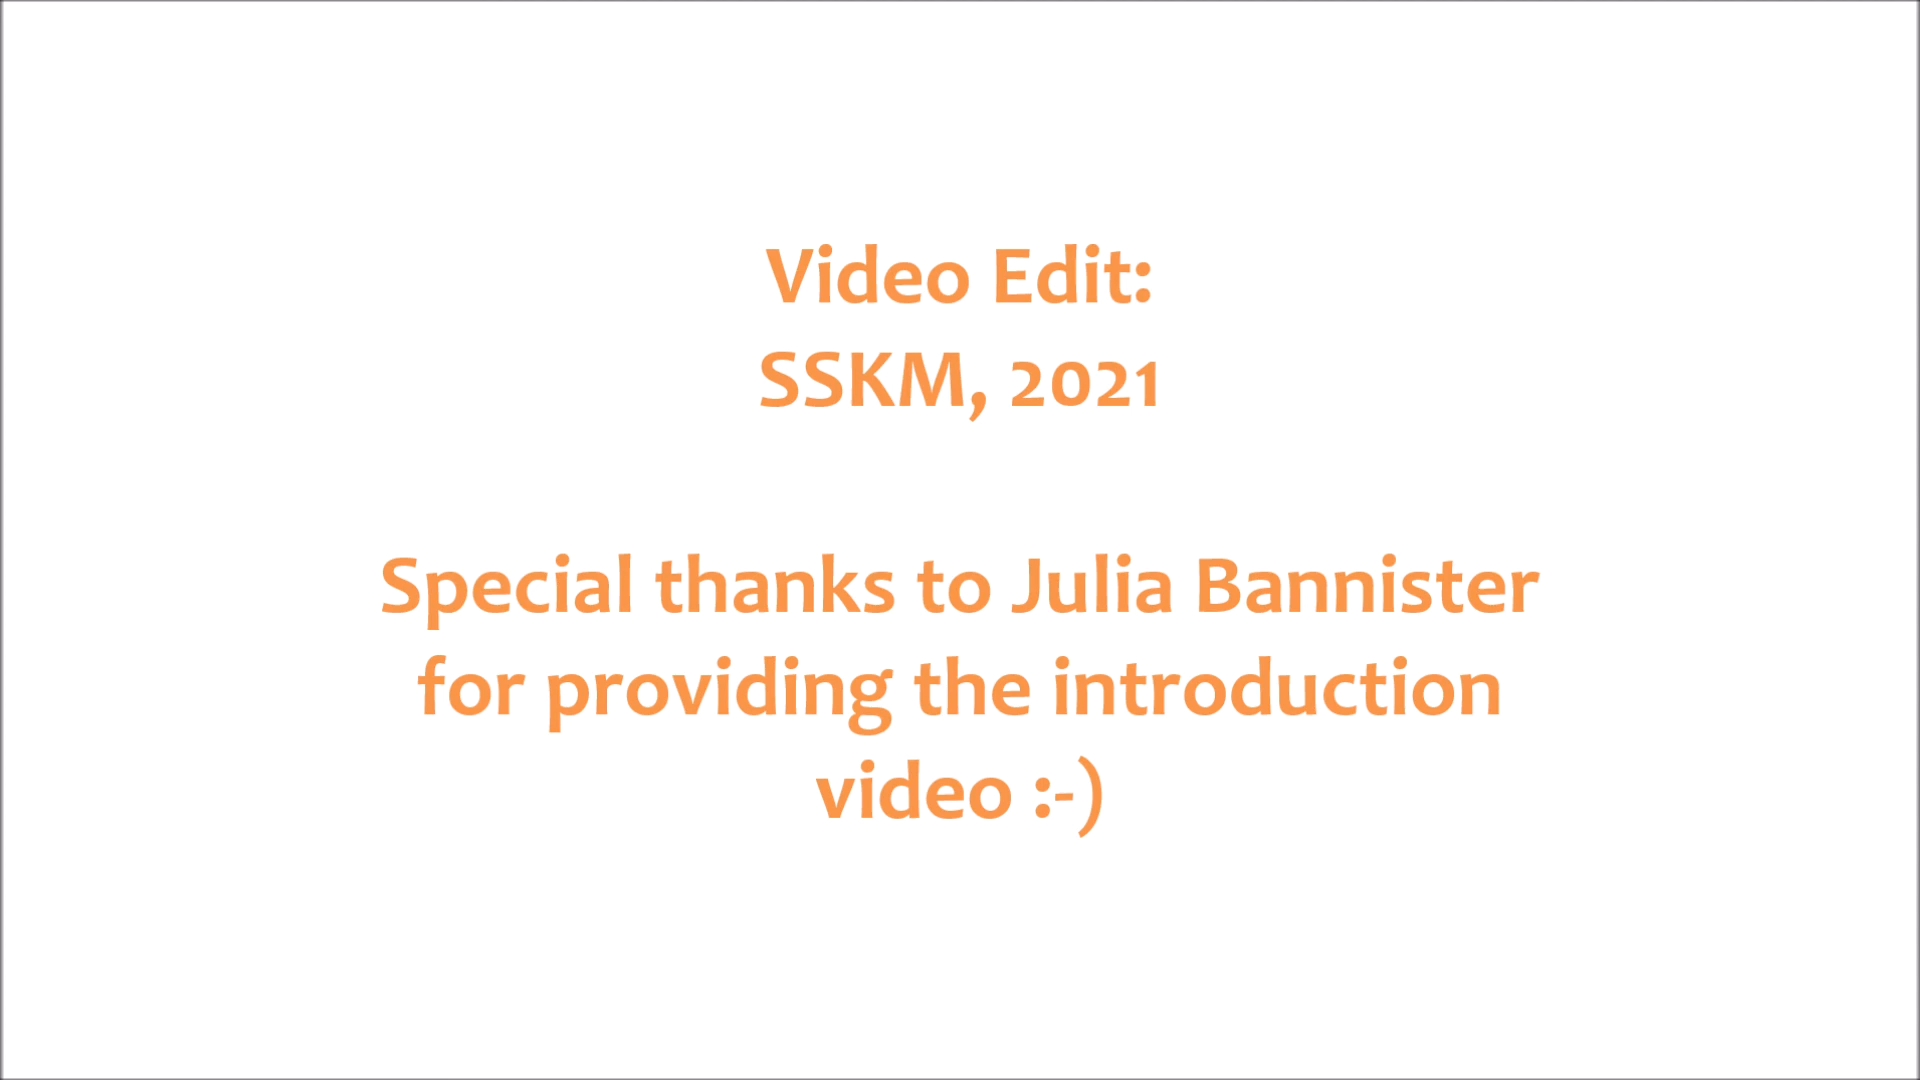 Video Edit:
SSKM, 2021
Special thanks to Julia Bannister
for providing the introduction
video :-)